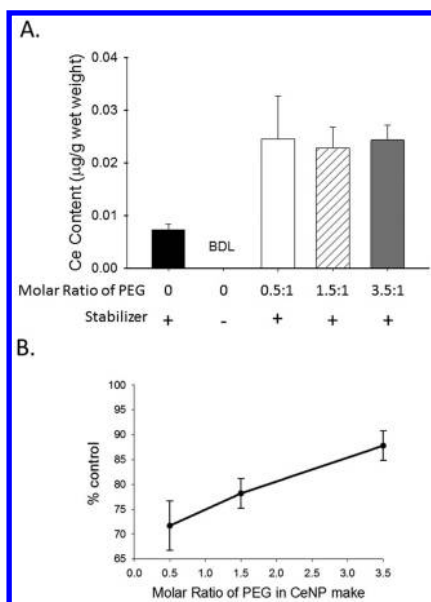 A.
Ce Content (µg/g wet weight)
0.04
0.03
0.02
0.01
0.00
BDL
Molar Ratio of PEG 0 0 0.5:1 1.5:1 3.5:1
Stabilizer + - + + +
B.
% control
100
95
90
85
80
75
70
65
0.0 0.5 1.0 1.5 2.0 2.5 3.0 3.5
Molar Ratio of PEG in CeNP make